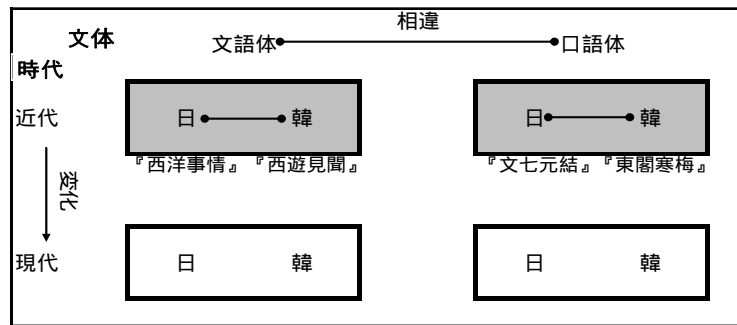 相違
文体 文語体 口語体
時代
近代 日 韓 日 韓
『西洋事情』 『西遊見聞』 『文七元結』 『東閣寒梅』
変化
現代 日 韓 日 韓